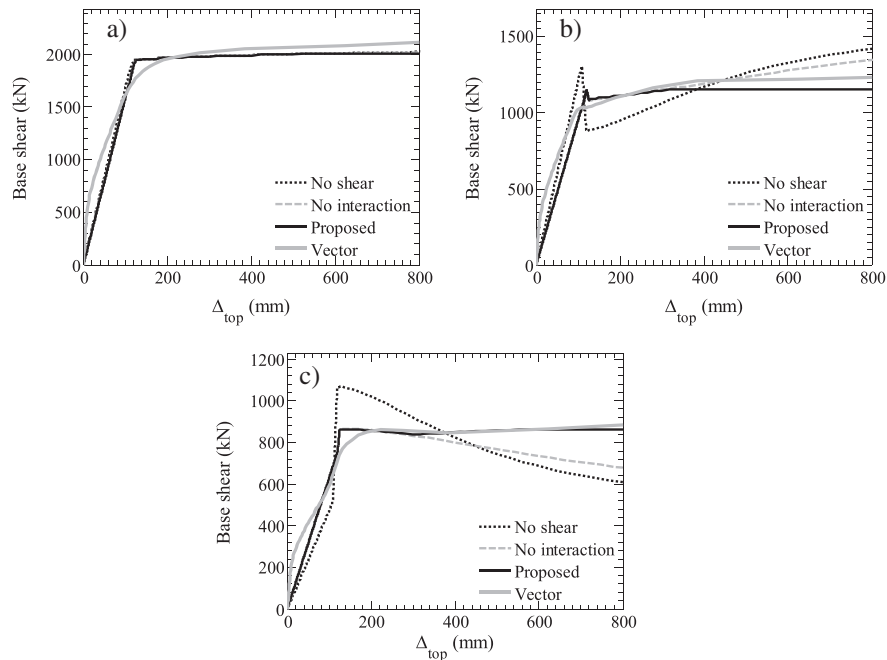 a)
2000
1500
1000
500
0
Base shear (kN)
No shear
No interaction
Proposed
Vector
0 200 400 600 800
Δtop (mm)
b)
1500
1000
500
0
Base shear (kN)
No shear
No interaction
Proposed
Vector
0 200 400 600 800
Δtop (mm)
c)
1200
1000
800
600
400
200
0
Base shear (kN)
No shear
No interaction
Proposed
Vector
0 200 400 600 800
Δtop (mm)